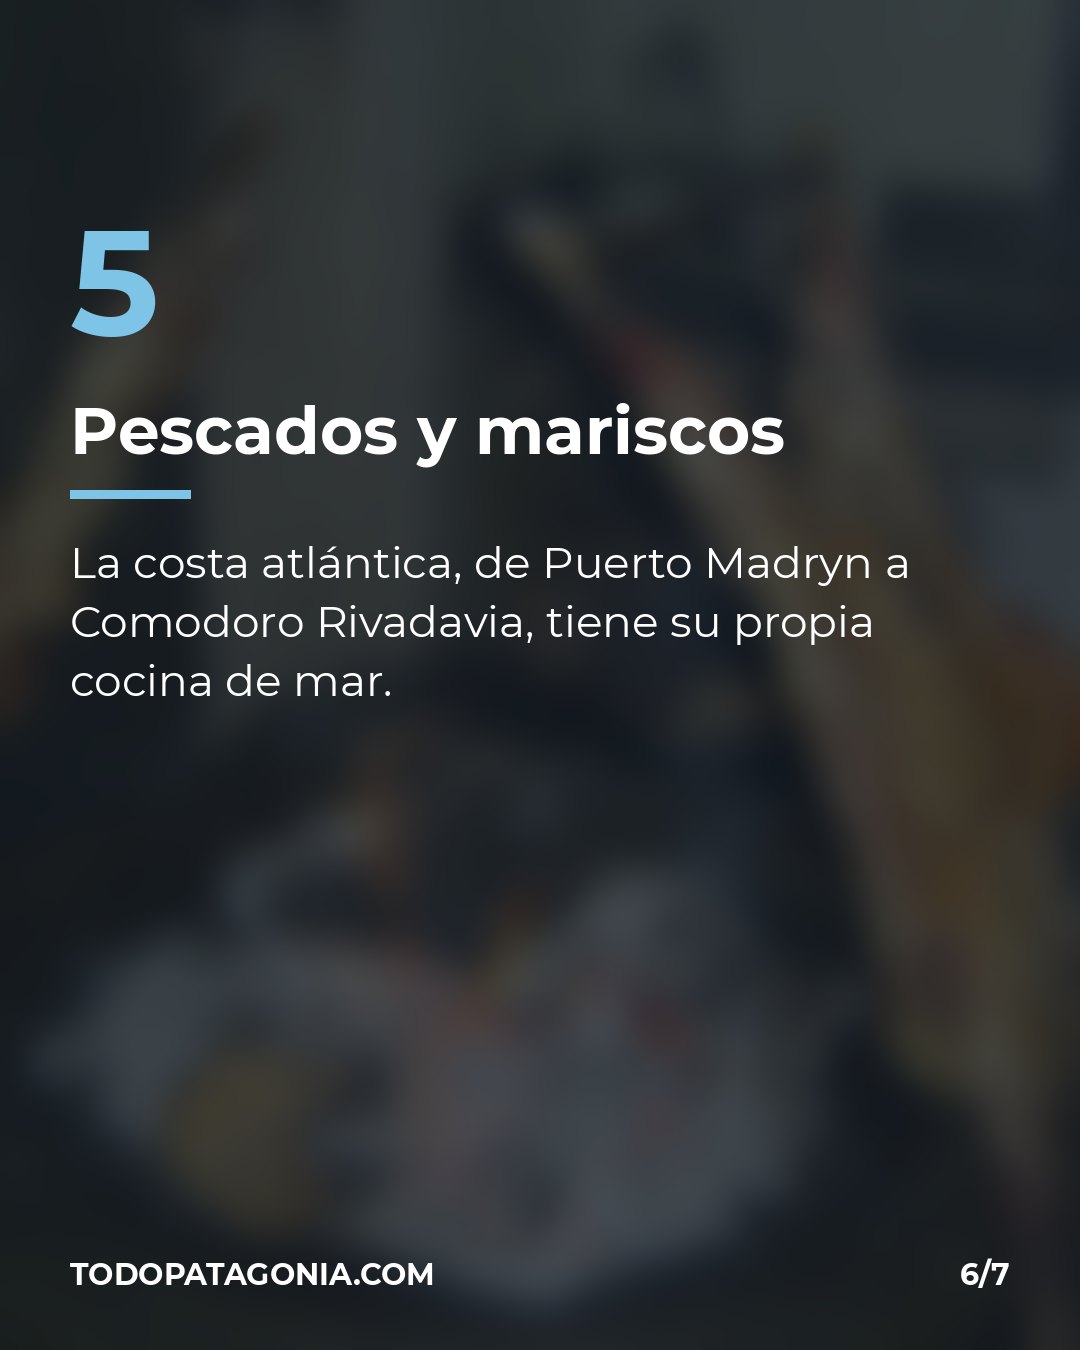 5
Pescados y mariscos
La costa atlántica, de Puerto Madryn a
Comodoro Rivadavia, tiene su propia
cocina de mar.
TODOPATAGONIA.COM
6/7